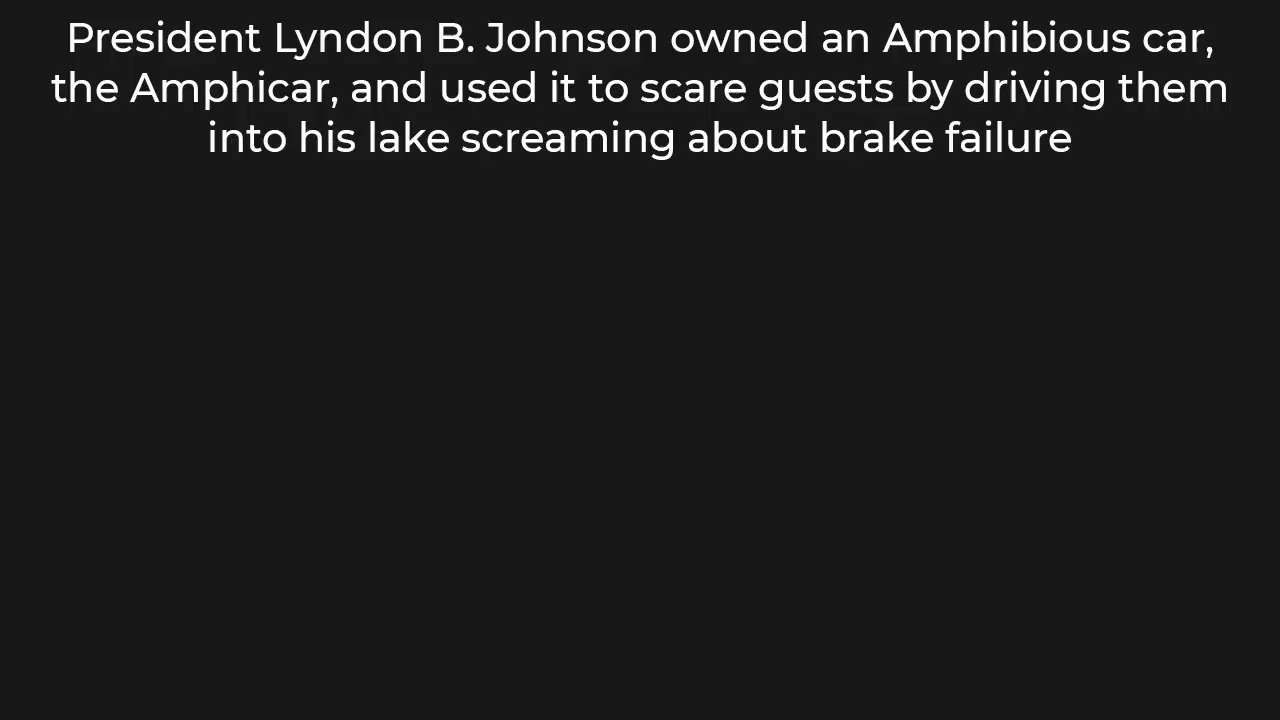 President Lyndon B. Johnson owned an Amphibious car,
the Amphicar, and used it to scare guests by driving them
into his lake screaming about brake failure